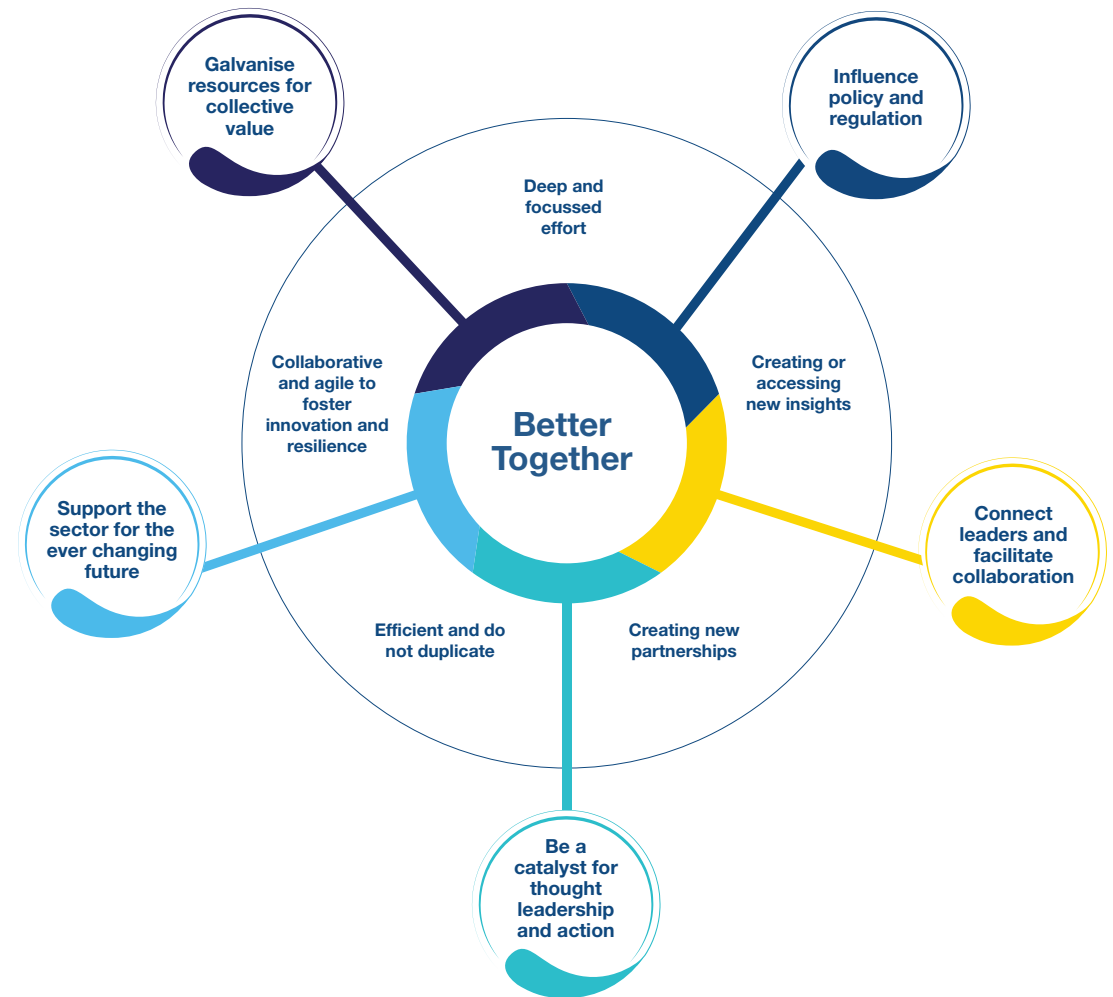 Galvanise
resources for
collective
value
Influence
policy and
regulation
Deep and
focussed
effort
Collaborative
and agile to
foster
innovation and
resilience
Creating or
accessing
new insights
Better
Together
Support the
sector for the
ever changing
future
Connect
leaders and
facilitate
collaboration
Efficient and do
not duplicate
Creating new
partnerships
Be a
catalyst for
thought
leadership
and action